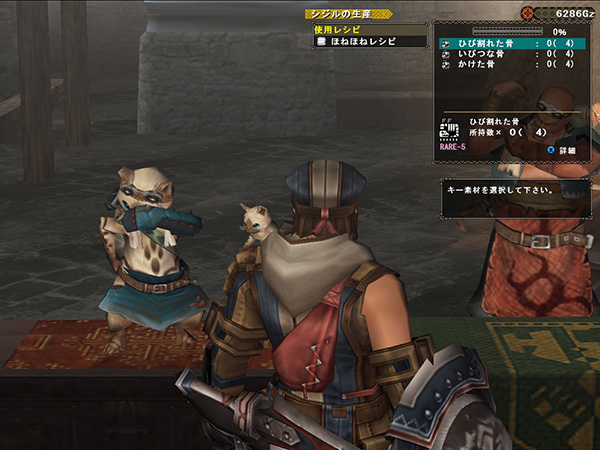 シジルの生産
使用レシピ
ほねほねレシピ
6286Gz
0%
ひび割れた骨 : 0( 4)
いびつな骨 : 0( 4)
かけた骨 : 0( 4)
FF
ひび割れた骨
所持数× 0( 4)
RARE-5
詳細
キー素材を選択して下さい。